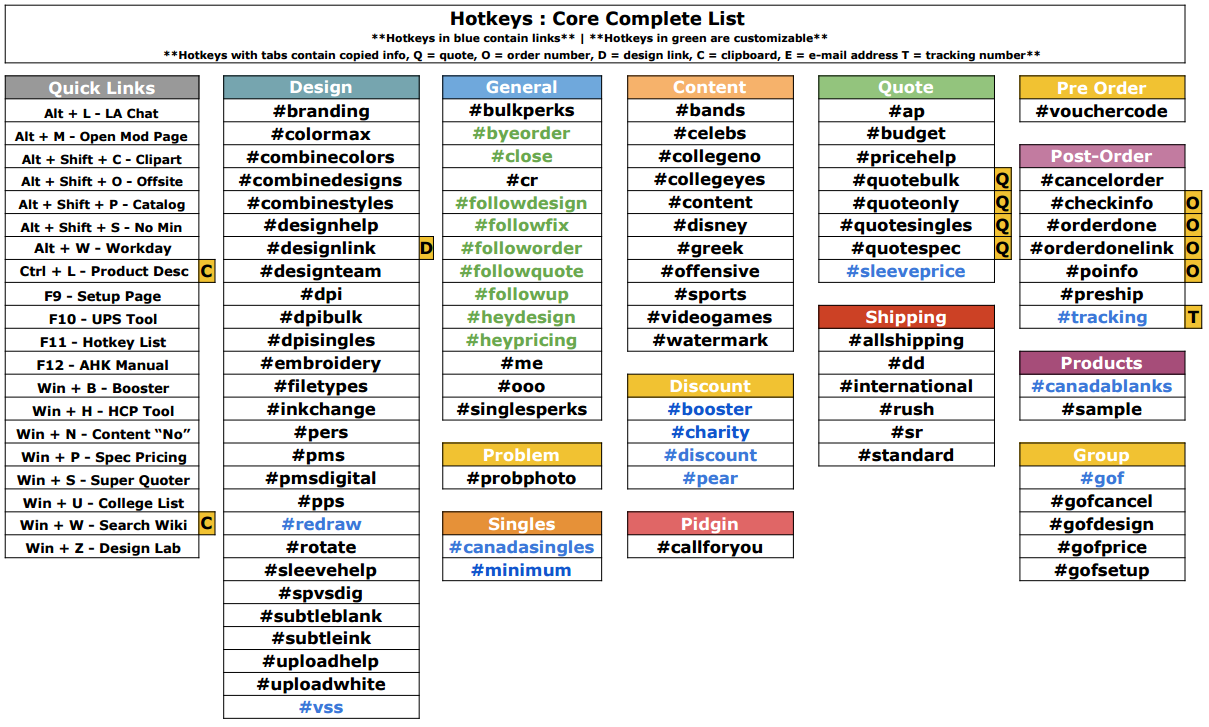 Hotkeys : Core Complete List
**Hotkeys in blue contain links** | **Hotkeys in green are customizable**
**Hotkeys with tabs contain copied info, Q = quote, O = order number, D = design link, C = clipboard, E = e-mail address T = tracking number**
Quick Links
Alt + L - LA Chat
Alt + M - Open Mod Page
Alt + Shift + C - Clipart
Alt + Shift + O - Offsite
Alt + Shift + P - Catalog
Alt + Shift + S - No Min
Alt + W - Workday
Ctrl + L - Product Desc C
F9 - Setup Page
F10 - UPS Tool
F11 - Hotkey List
F12 - AHK Manual
Win + B - Booster
Win + H - HCP Tool
Win + N - Content “No”
Win + P - Spec Pricing
Win + S - Super Quoter
Win + U - College List
Win + W - Search Wiki C
Win + Z - Design Lab
Design
#branding
#colormax
#combinecolors
#combinedesigns
#combinestyles
#designhelp
#designlink D
#designteam
#dpi
#dpibulk
#dpisingles
#embroidery
#filetypes
#inkchange
#pers
#pms
#pmsdigital
#pps
#redraw
#rotate
#sleevehelp
#spvsdig
#subtleblank
#subtleink
#uploadhelp
#uploadwhite
#vss
General
#bulkperks
#byeorder
#close
#cr
#followdesign
#followfix
#followorder
#followquote
#followup
#heydesign
#heypricing
#me
#ooo
#singlesperks
Problem
#probphoto
Singles
#canadasingles
#minimum
Content
#bands
#celebs
#collegeno
#collegeyes
#content
#disney
#greek
#offensive
#sports
#videogames
#watermark
Discount
#booster
#charity
#discount
#pear
Pidgin
#callforyou
Quote
#ap
#budget
#pricehelp
#quotebulk Q
#quoteonly Q
#quotesingles Q
#quotespec Q
#sleeveprice
Shipping
#allshipping
#dd
#international
#rush
#sr
#standard
Pre Order
#vouchercode
Post-Order
#cancelorder
#checkinfo O
#orderdone O
#orderdonelink O
#poinfo O
#preship
#tracking T
Products
#canadablanks
#sample
Group
#gof
#gofcancel
#gofdesign
#gofprice
#gofsetup